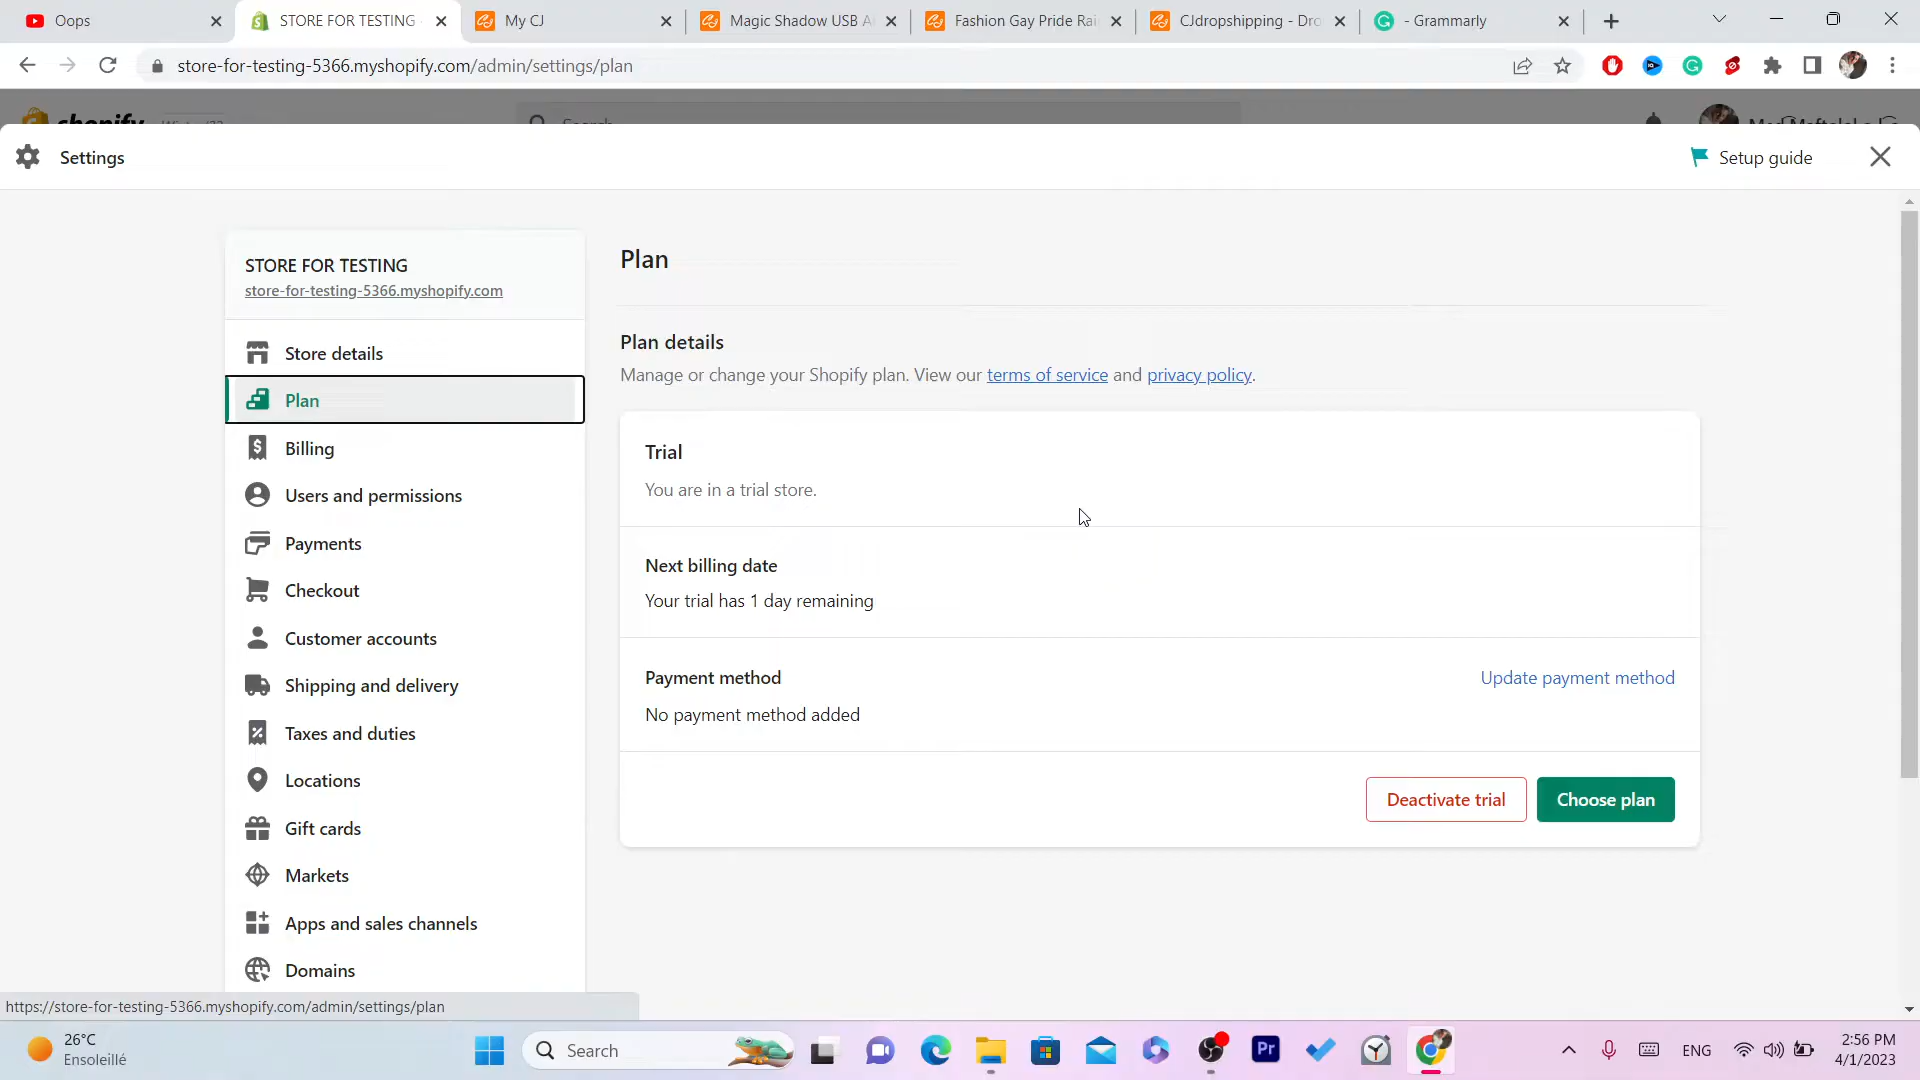 Oops
STORE FOR TESTING
My CJ
Magic Shadow USB A
Fashion Gay Pride Rai
CJdropshipping - Dro
- Grammarly
store-for-testing-5366.myshopify.com/admin/settings/plan
shopify
Search
Settings
Setup guide
STORE FOR TESTING
store-for-testing-5366.myshopify.com
Store details
Plan
Billing
Users and permissions
Payments
Checkout
Customer accounts
Shipping and delivery
Taxes and duties
Locations
Gift cards
Markets
Apps and sales channels
Domains
Plan
Plan details
Manage or change your Shopify plan. View our terms of service and privacy policy.
Trial
You are in a trial store.
Next billing date
Your trial has 1 day remaining
Payment method
Update payment method
No payment method added
Deactivate trial
Choose plan
https://store-for-testing-5366.myshopify.com/admin/settings/plan
26°C
Ensoleillé
Search
Pr
ENG
2:56 PM
4/1/2023